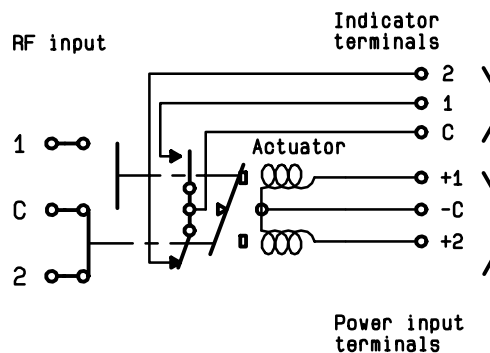 Indicator
terminals
RF input
2
1
C
Actuator
1
+1
C
-C
+2
2
Power input
terminals